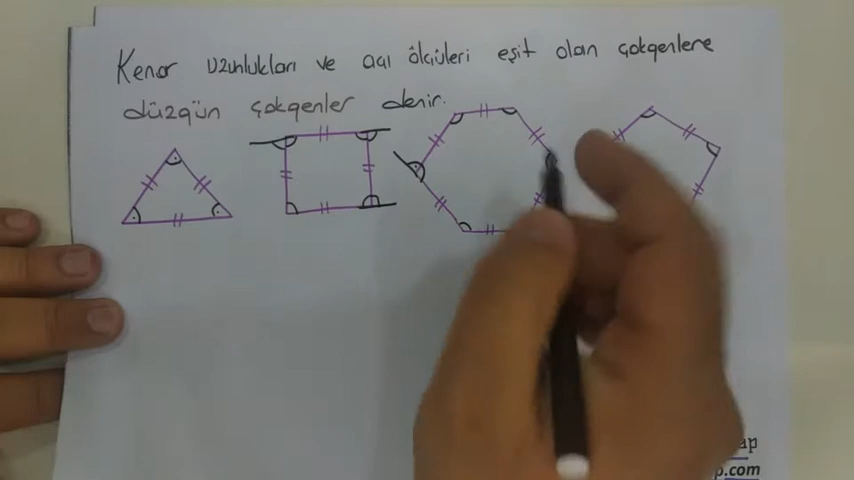 Kenar uzunlukları ve açı ölçüleri eşit olan çokgenlere
düzgün çokgenler denir.